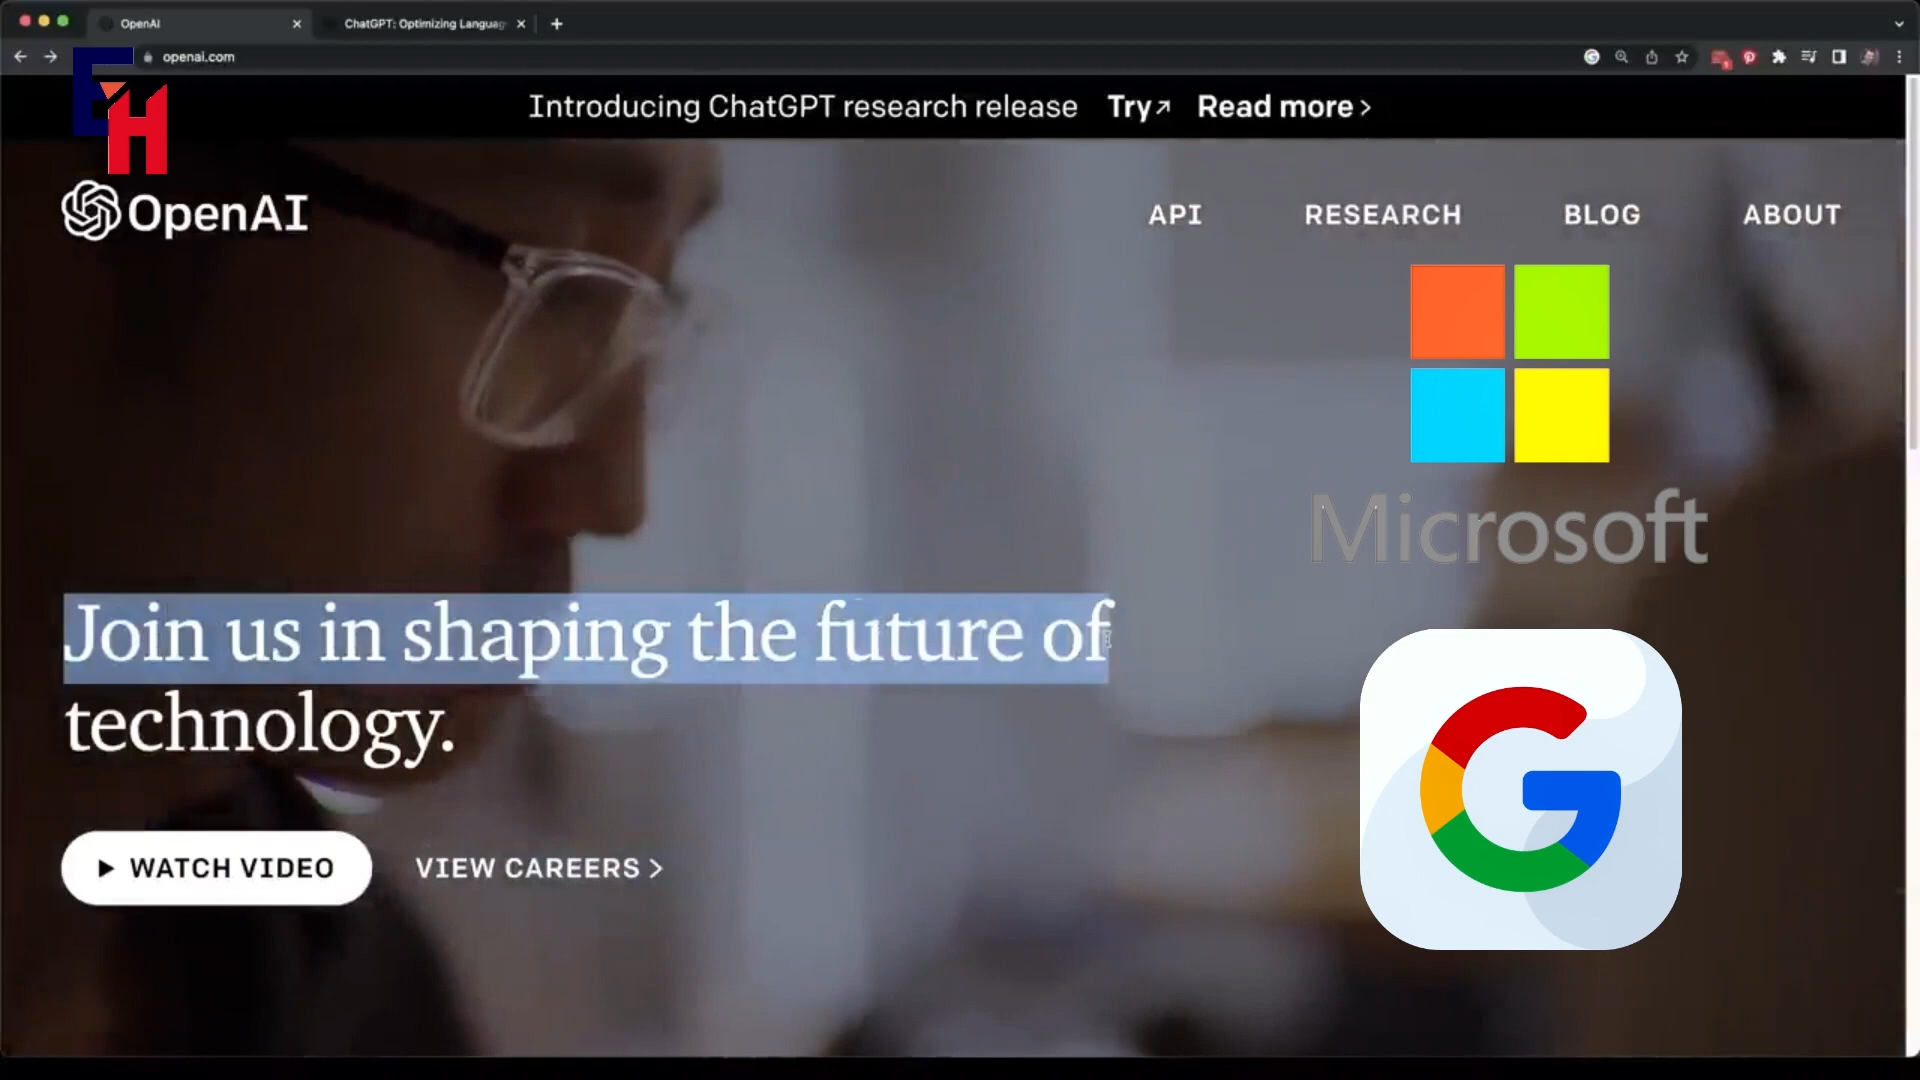 OpenAI
ChatGPT: Optimizing Languag
openai.com
EH
Introducing ChatGPT research release Try Read more >
OpenAI
API RESEARCH BLOG ABOUT
Microsoft
Join us in shaping the future of
technology.
G
WATCH VIDEO VIEW CAREERS >